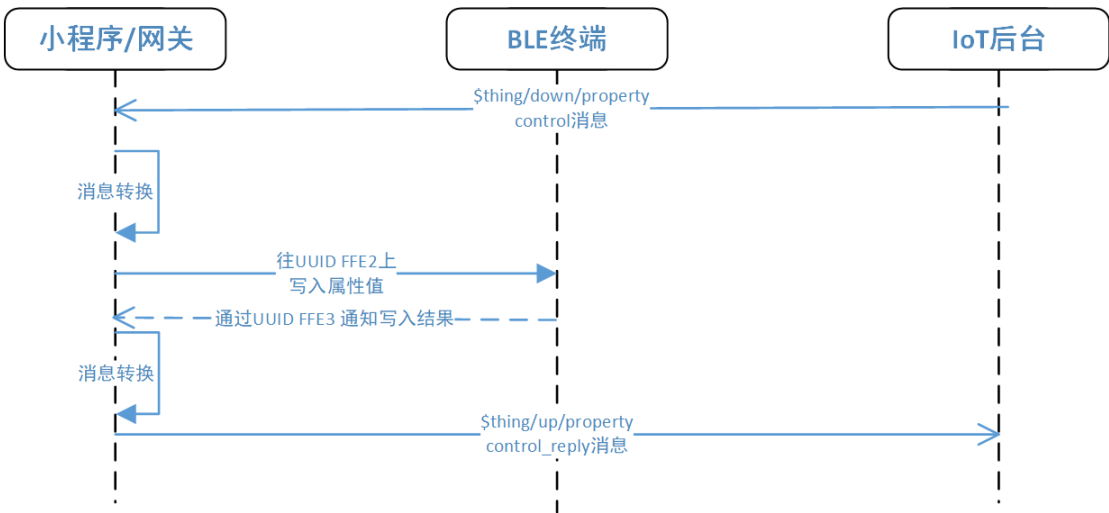 小程序/网关
BLE终端
IoT后台
$thing/down/property
control消息
消息转换
往UUID FFE2上
写入属性值
通过UUID FFE3 通知写入结果
消息转换
$thing/up/property
control_reply消息